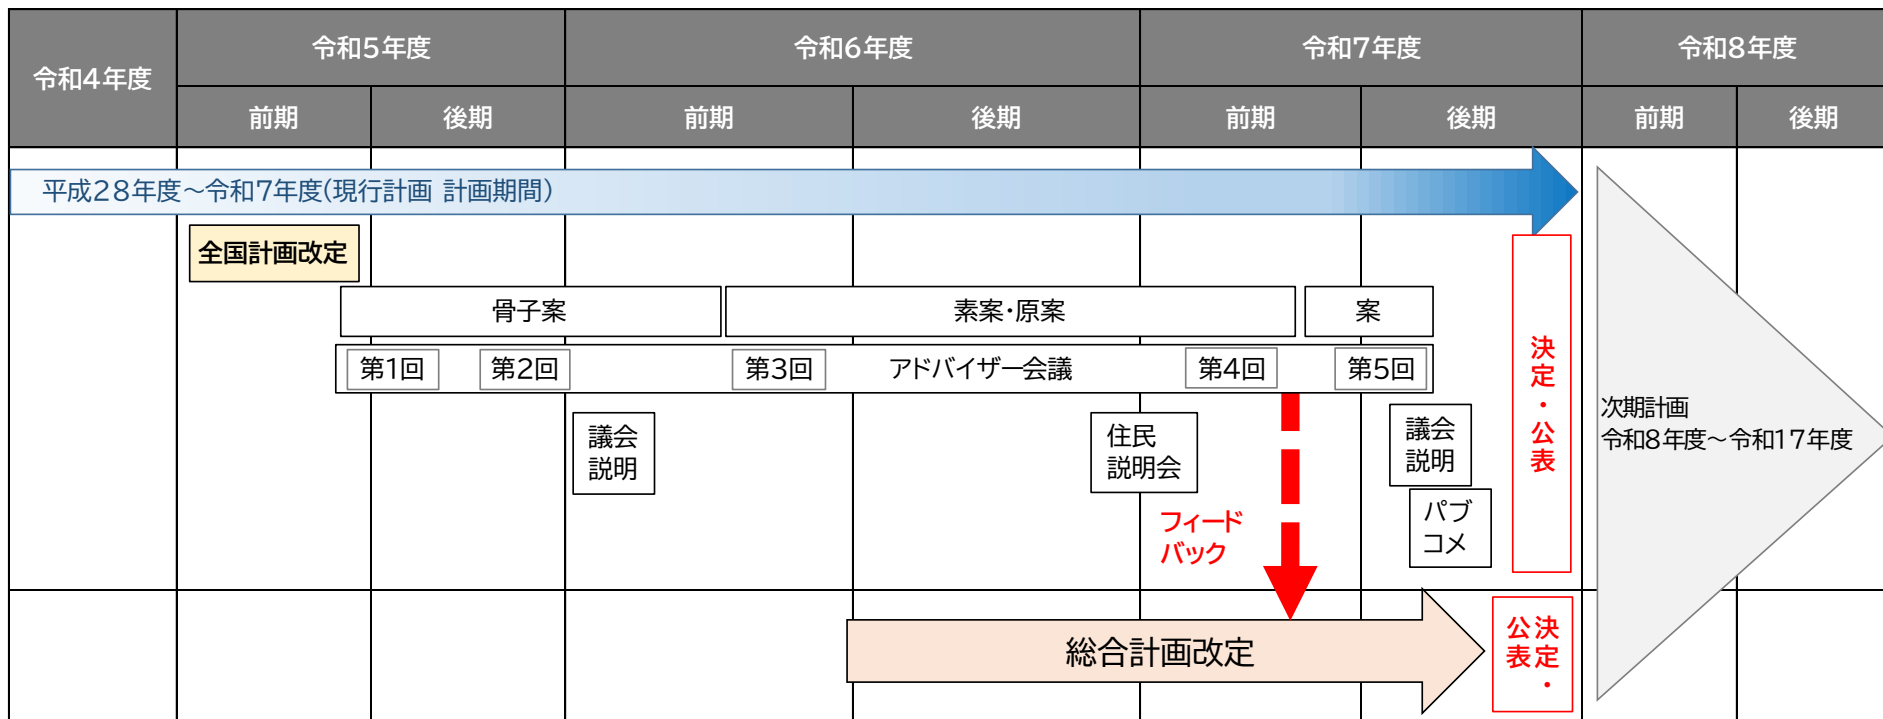 令和4年度
令和5年度
令和6年度
令和7年度
令和8年度
前期
後期
前期
後期
前期
後期
前期
後期
平成28年度～令和7年度(現行計画 計画期間)
全国計画改定
骨子案
素案・原案
案
第1回
第2回
第3回
アドバイザー会議
第4回
第5回
議会
説明
住民
説明会
議会
説明
パブ
コメ
フィード
バック
決定・公表
次期計画
令和8年度～令和17年度
総合計画改定
決定・
公表